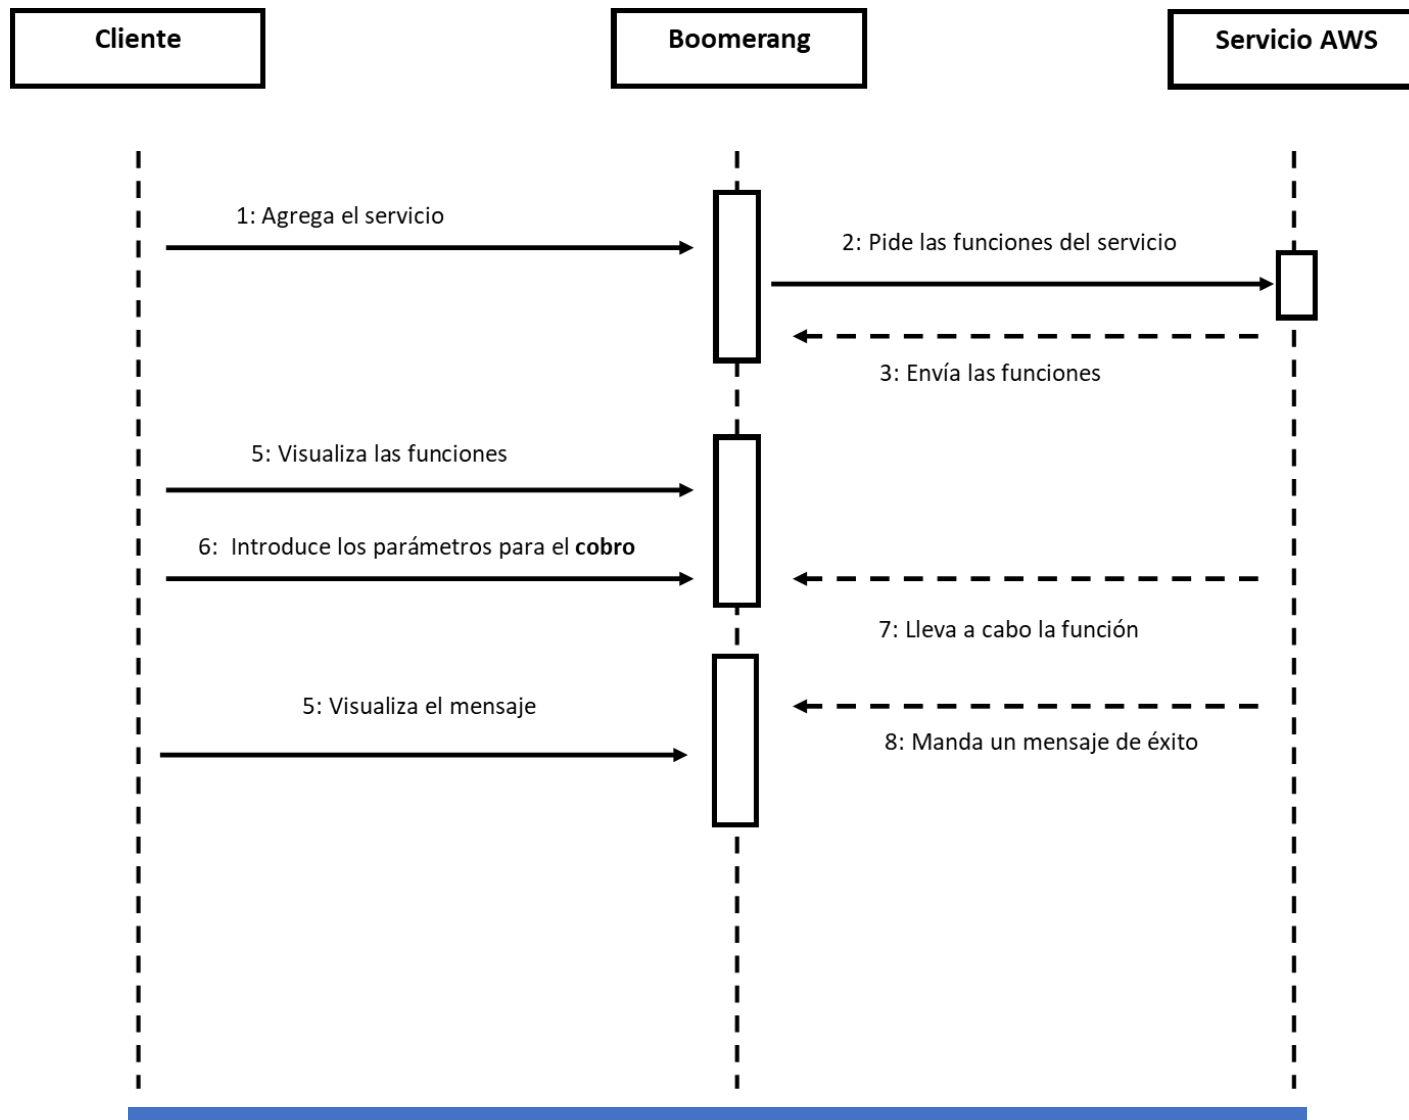 Cliente
Boomerang
Servicio AWS
1: Agrega el servicio
2: Pide las funciones del servicio
3: Envía las funciones
5: Visualiza las funciones
6:  Introduce los parámetros para el cobro
7: Lleva a cabo la función
5: Visualiza el mensaje
8: Manda un mensaje de éxito